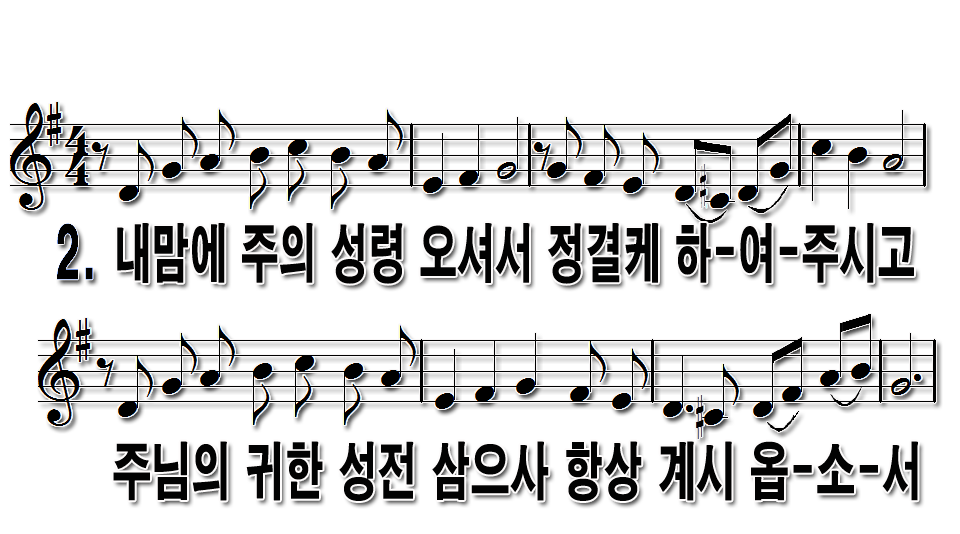 2. 내맘에 주의 성령 오셔서 정결케 하-여-주시고
주님의 귀한 성전 삼으사 항상 계시 옵-소-서